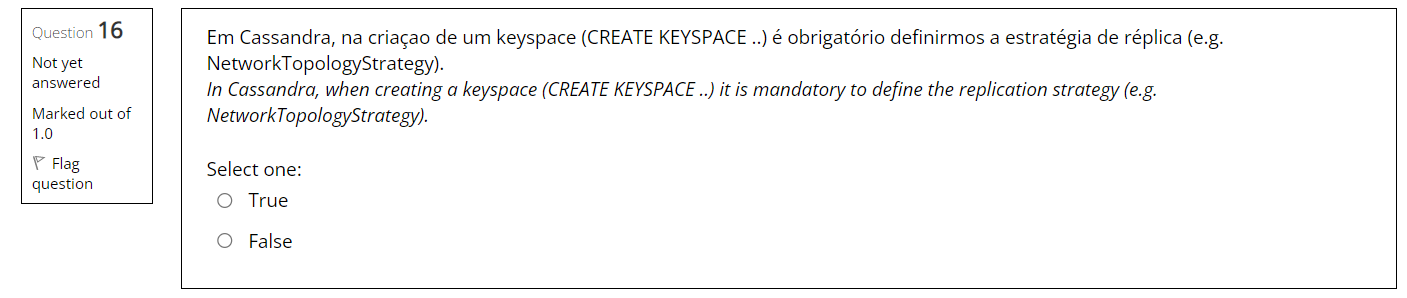 Question 16
Not yet
answered
Marked out of
1.0
Flag
question
Em Cassandra, na criaçao de um keyspace (CREATE KEYSPACE ..) é obrigatório definirmos a estratégia de réplica (e.g.
NetworkTopologyStrategy).
In Cassandra, when creating a keyspace (CREATE KEYSPACE ..) it is mandatory to define the replication strategy (e.g.
NetworkTopologyStrategy).
Select one:
True
False